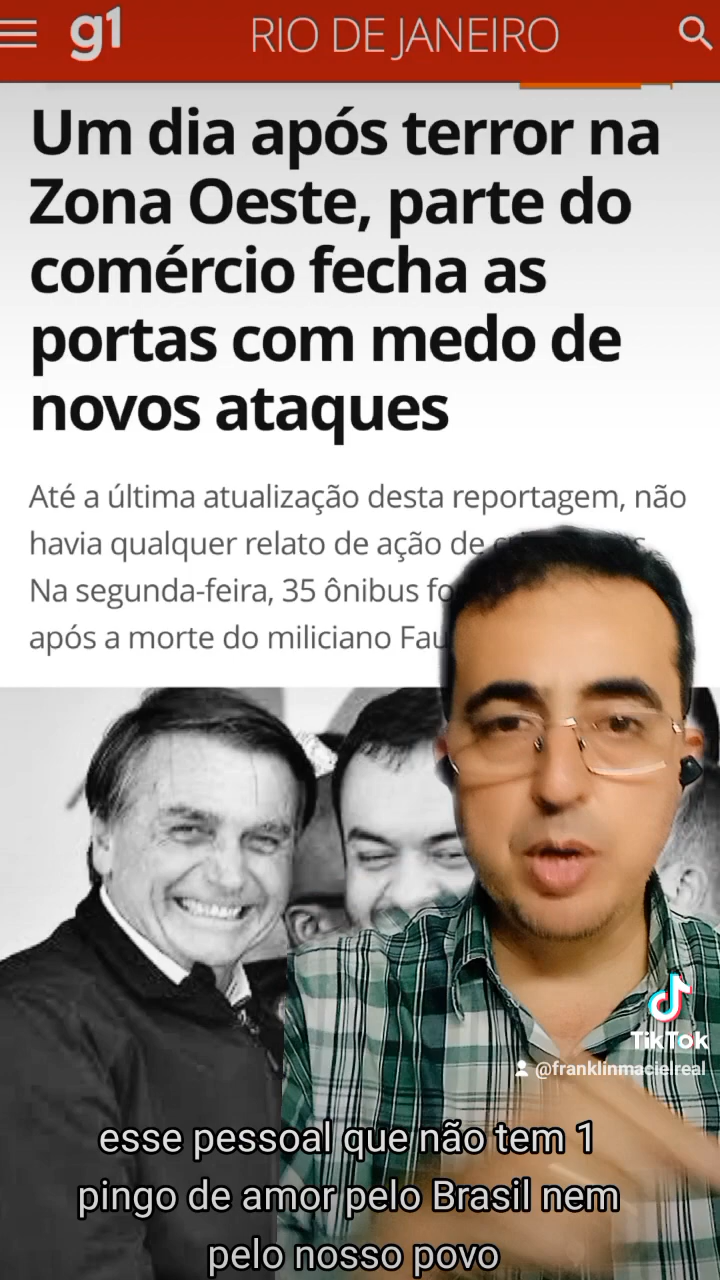 g1
RIO DE JANEIRO
Um dia após terror na
Zona Oeste, parte do
comércio fecha as
portas com medo de
novos ataques
Até a última atualização desta reportagem, não
havia qualquer relato de ação de
Na segunda-feira, 35 ônibus
após a morte do miliciano
TikTok
@franklinmacielreal
esse pessoal que não tem 1
pingo de amor pelo Brasil nem
pelo nosso povo